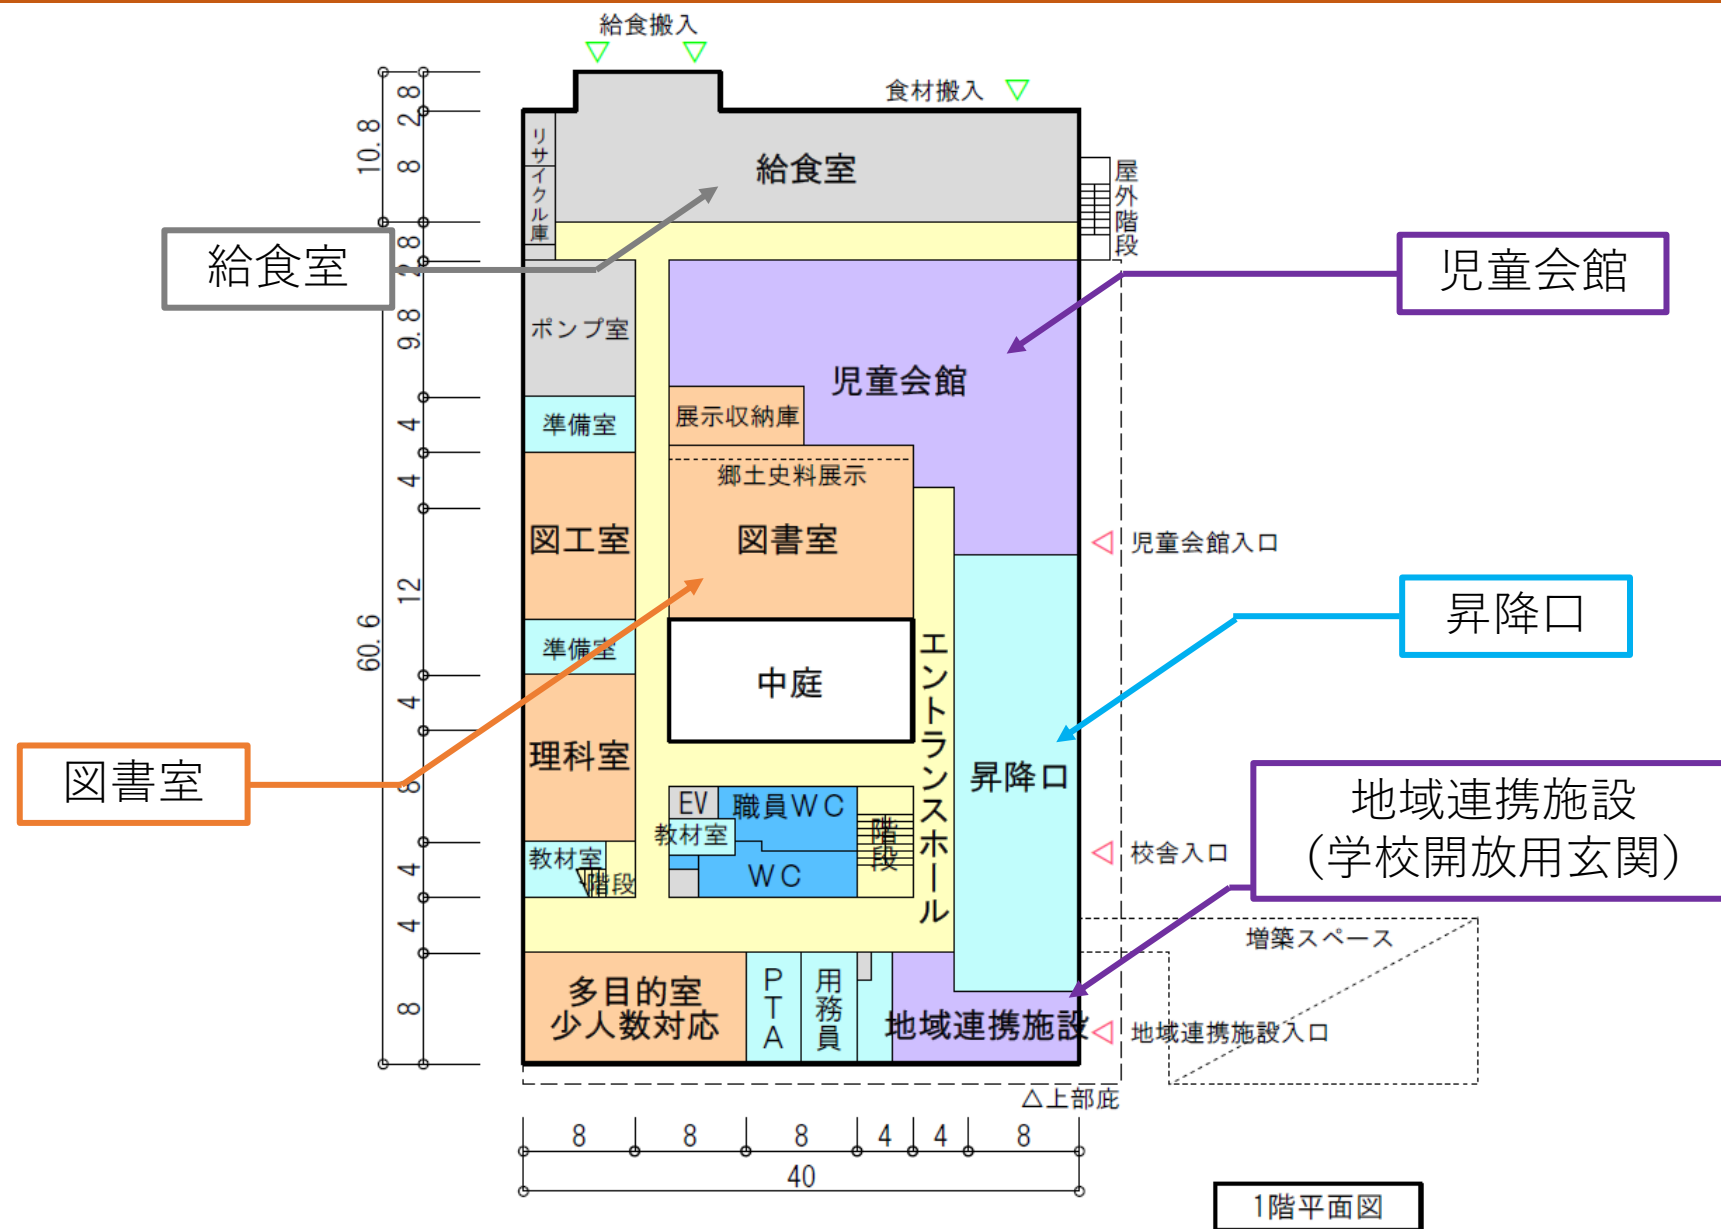 給食搬入
食材搬入
リサイクル庫
給食室
屋外階段
給食室
児童会館
ポンプ室
児童会館
準備室
展示収納庫
郷土史料展示
図工室
図書室
児童会館入口
昇降口
準備室
中庭
エントランスホール
理科室
昇降口
図書室
EV
職員WC
教材室
階段
地域連携施設
(学校開放用玄関)
教材室
階段
WC
校舎入口
増築スペース
多目的室
少人数対応
PTA
用務員
地域連携施設
地域連携施設入口
△上部庇
2.8
8
10.8
2.8
9.8
4
4
12
60.6
4
8
4
4
8
8 8 8 4 4 8
40
1階平面図